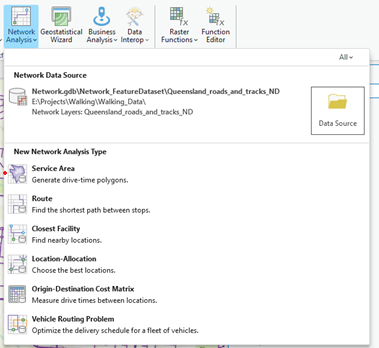 Network Analysis
Geostatistical Wizard
Business Analysis
Data Interop
Raster Functions
Function Editor
All
Network Data Source
Network.gdb\Network_FeatureDataset\Queensland_roads_and_tracks_ND
E:\Projects\Walking\Walking_Data\
Network Layers: Queensland_roads_and_tracks_ND
Data Source
New Network Analysis Type
Service Area
Generate drive-time polygons.
Route
Find the shortest path between stops.
Closest Facility
Find nearby locations.
Location-Allocation
Choose the best locations.
Origin-Destination Cost Matrix
Measure drive times between locations.
Vehicle Routing Problem
Optimize the delivery schedule for a fleet of vehicles.